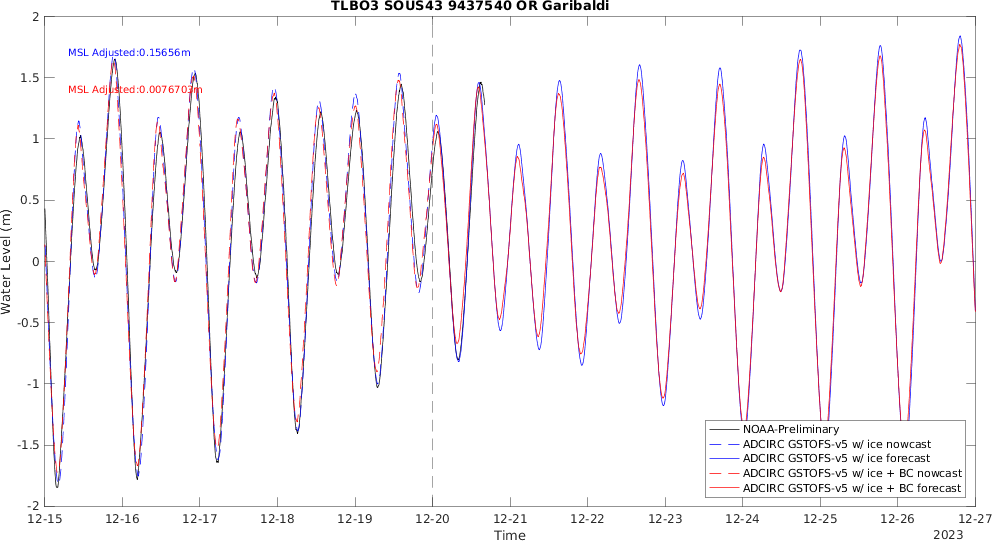 TLBO3 SOUS43 9437540 OR Garibaldi
MSL Adjusted:0.15656m
MSL Adjusted:0.0076703m
Water Level (m)
2
1.5
1
0.5
0
-0.5
-1
-1.5
-2
12-15
12-16
12-17
12-18
12-19
12-20
12-21
12-22
12-23
12-24
12-25
12-26
12-27
Time
2023
NOAA-Preliminary
ADCIRC GSTOFS-v5 w/ ice nowcast
ADCIRC GSTOFS-v5 w/ ice forecast
ADCIRC GSTOFS-v5 w/ ice + BC nowcast
ADCIRC GSTOFS-v5 w/ ice + BC forecast